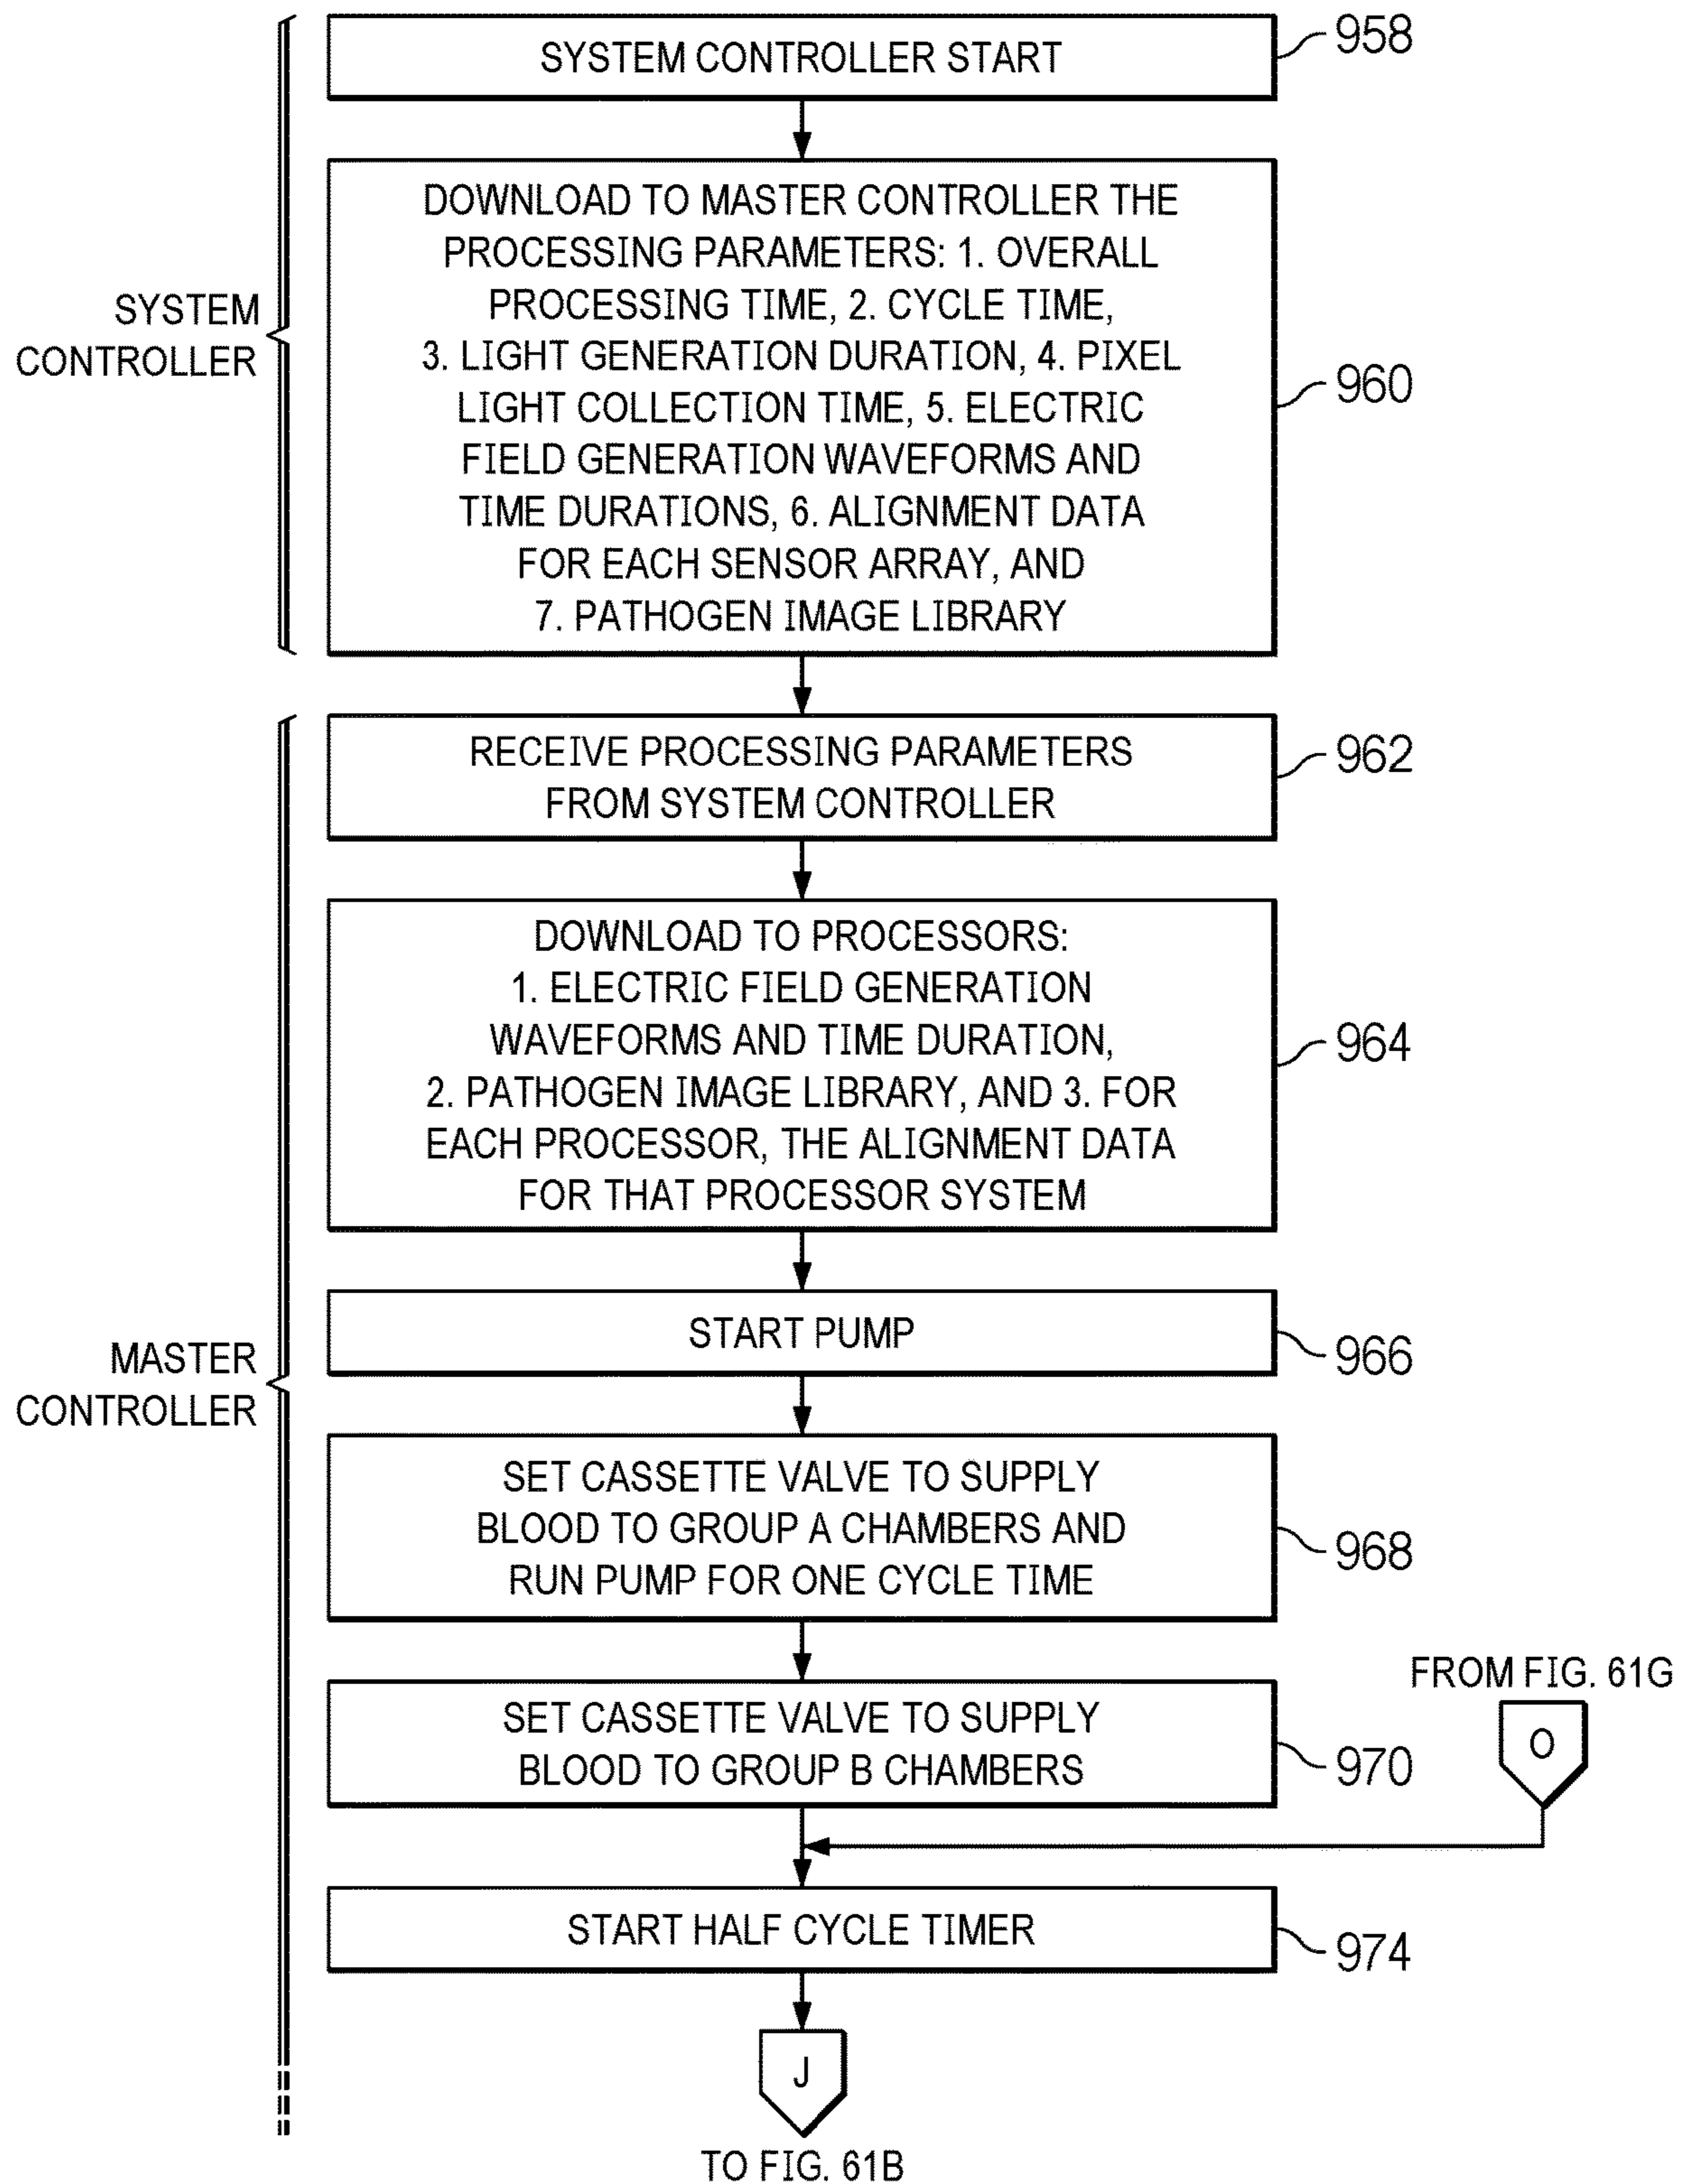 SYSTEM CONTROLLER START
958
DOWNLOAD TO MASTER CONTROLLER THE
PROCESSING PARAMETERS: 1. OVERALL
PROCESSING TIME, 2. CYCLE TIME,
3. LIGHT GENERATION DURATION, 4. PIXEL
LIGHT COLLECTION TIME, 5. ELECTRIC
FIELD GENERATION WAVEFORMS AND
TIME DURATIONS, 6. ALIGNMENT DATA
FOR EACH SENSOR ARRAY, AND
7. PATHOGEN IMAGE LIBRARY
960
SYSTEM
CONTROLLER
RECEIVE PROCESSING PARAMETERS
FROM SYSTEM CONTROLLER
962
DOWNLOAD TO PROCESSORS:
1. ELECTRIC FIELD GENERATION
WAVEFORMS AND TIME DURATION,
2. PATHOGEN IMAGE LIBRARY, AND 3. FOR
EACH PROCESSOR, THE ALIGNMENT DATA
FOR THAT PROCESSOR SYSTEM
964
START PUMP
966
MASTER
CONTROLLER
SET CASSETTE VALVE TO SUPPLY
BLOOD TO GROUP A CHAMBERS AND
RUN PUMP FOR ONE CYCLE TIME
968
SET CASSETTE VALVE TO SUPPLY
BLOOD TO GROUP B CHAMBERS
970
FROM FIG. 61G
O
START HALF CYCLE TIMER
974
J
TO FIG. 61B